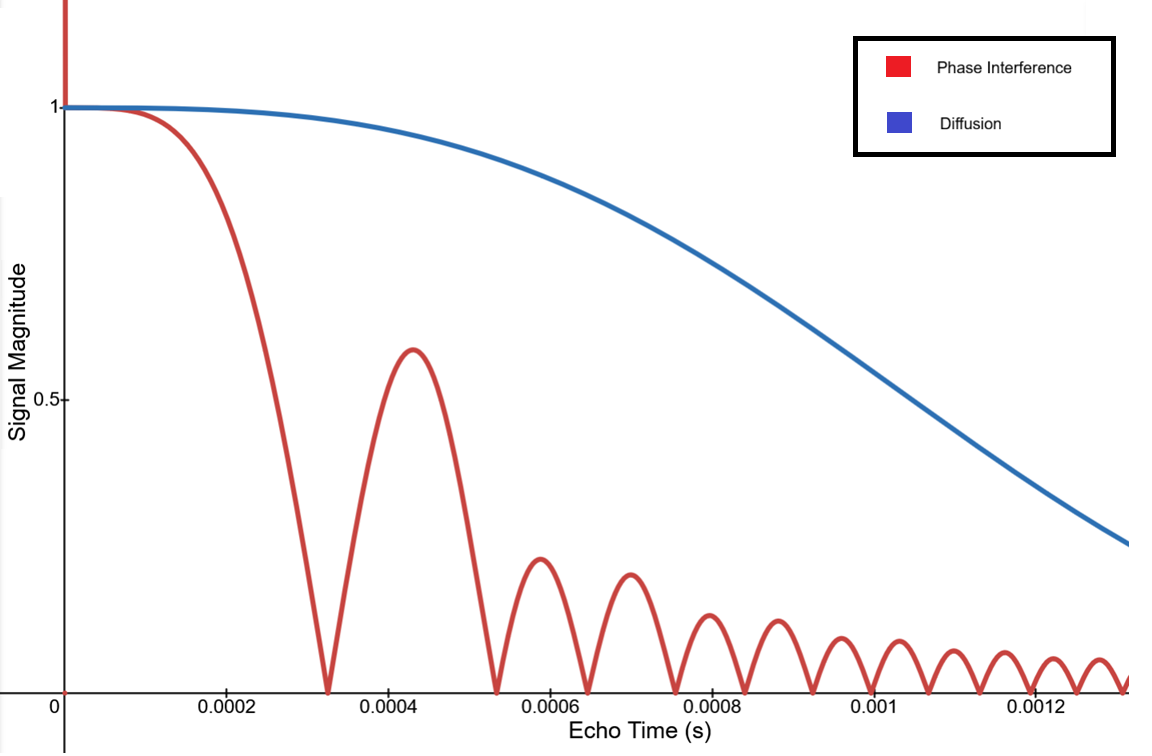 Phase Interference
Diffusion
1
0.5
Signal Magnitude
0
0.0002
0.0004
0.0006
0.0008
0.001
0.0012
Echo Time (s)